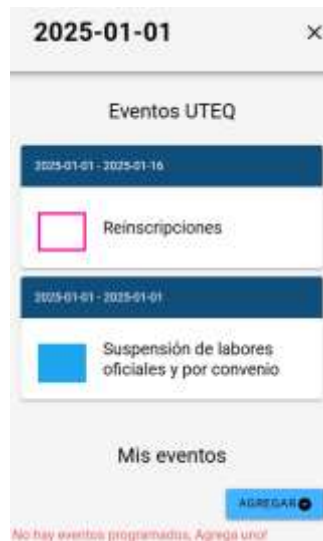 2025-01-01 ×
Eventos UTEQ
2025-01-01 - 2025-01-16
Reinscripciones
2025-01-01 - 2025-01-01
Suspensión de labores
oficiales y por convenio
Mis eventos
AGREGAR
No hay eventos programados, Agrega uno!